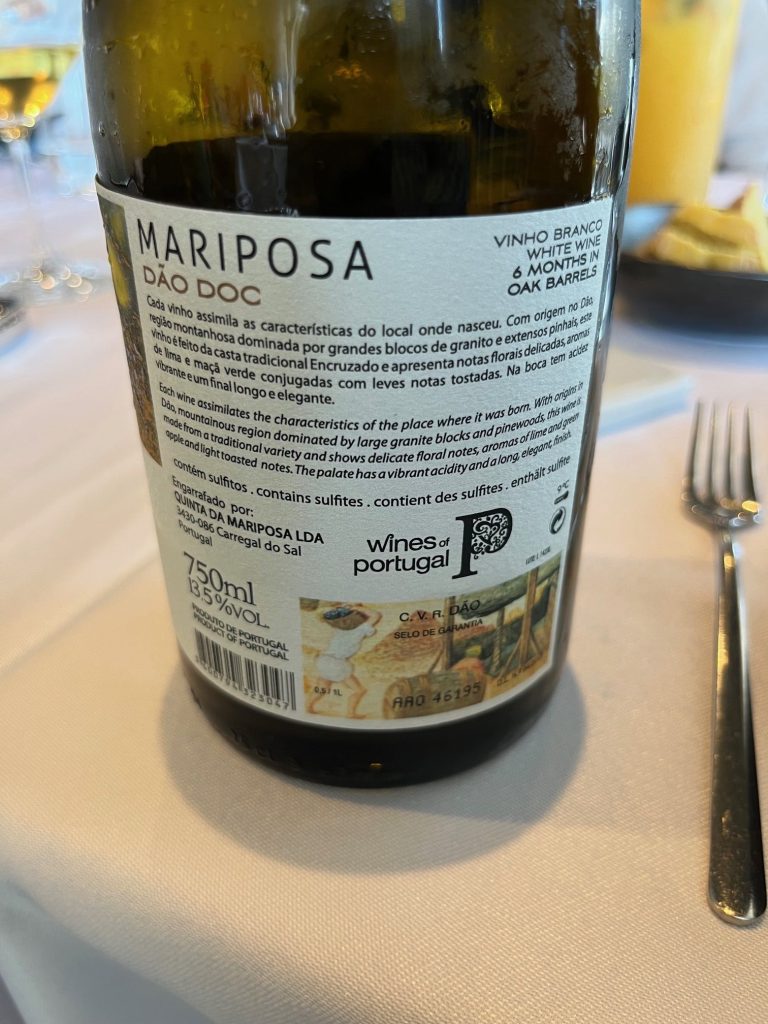 MARIPOSA
DÃO DOC
VINHO BRANCO
WHITE WINE
6 MONTHS IN
OAK BARRELS
Cada vinho assimila as características do local onde nasceu. Com origem no Dão,
região montanhosa dominada por grandes blocos de granito e extensos pinhais, este
vinho é feito da casta tradicional Encruzado e apresenta notas florais delicadas, aromas
de lima e maçã verde conjugadas com leves notas tostadas. Na boca tem acidez
vibrante e um final longo e elegante.
Each wine assimilates the characteristics of the place where it was born. With origins in
Dão, mountainous region dominated by large granite blocks and pinewoods, this wine is
made from a traditional variety and shows delicate floral notes, aromas of lime and green
apple and light toasted notes. The palate has a vibrant acidity and a long, elegant, finish.
contém sulfitos . contains sulfites . contient des sulfites . enthält sulfite
Engarrafado por:
QUINTA DA MARIPOSA LDA
3430-086 Carregal do Sal
Portugal
wines of
portugal
9ºC
750ml
13,5%VOL.
PRODUTO DE PORTUGAL
PRODUCT OF PORTUGAL
C. V. R. DÃO
SELO DE GARANTIA
0,5 / 1L
ARO 46195